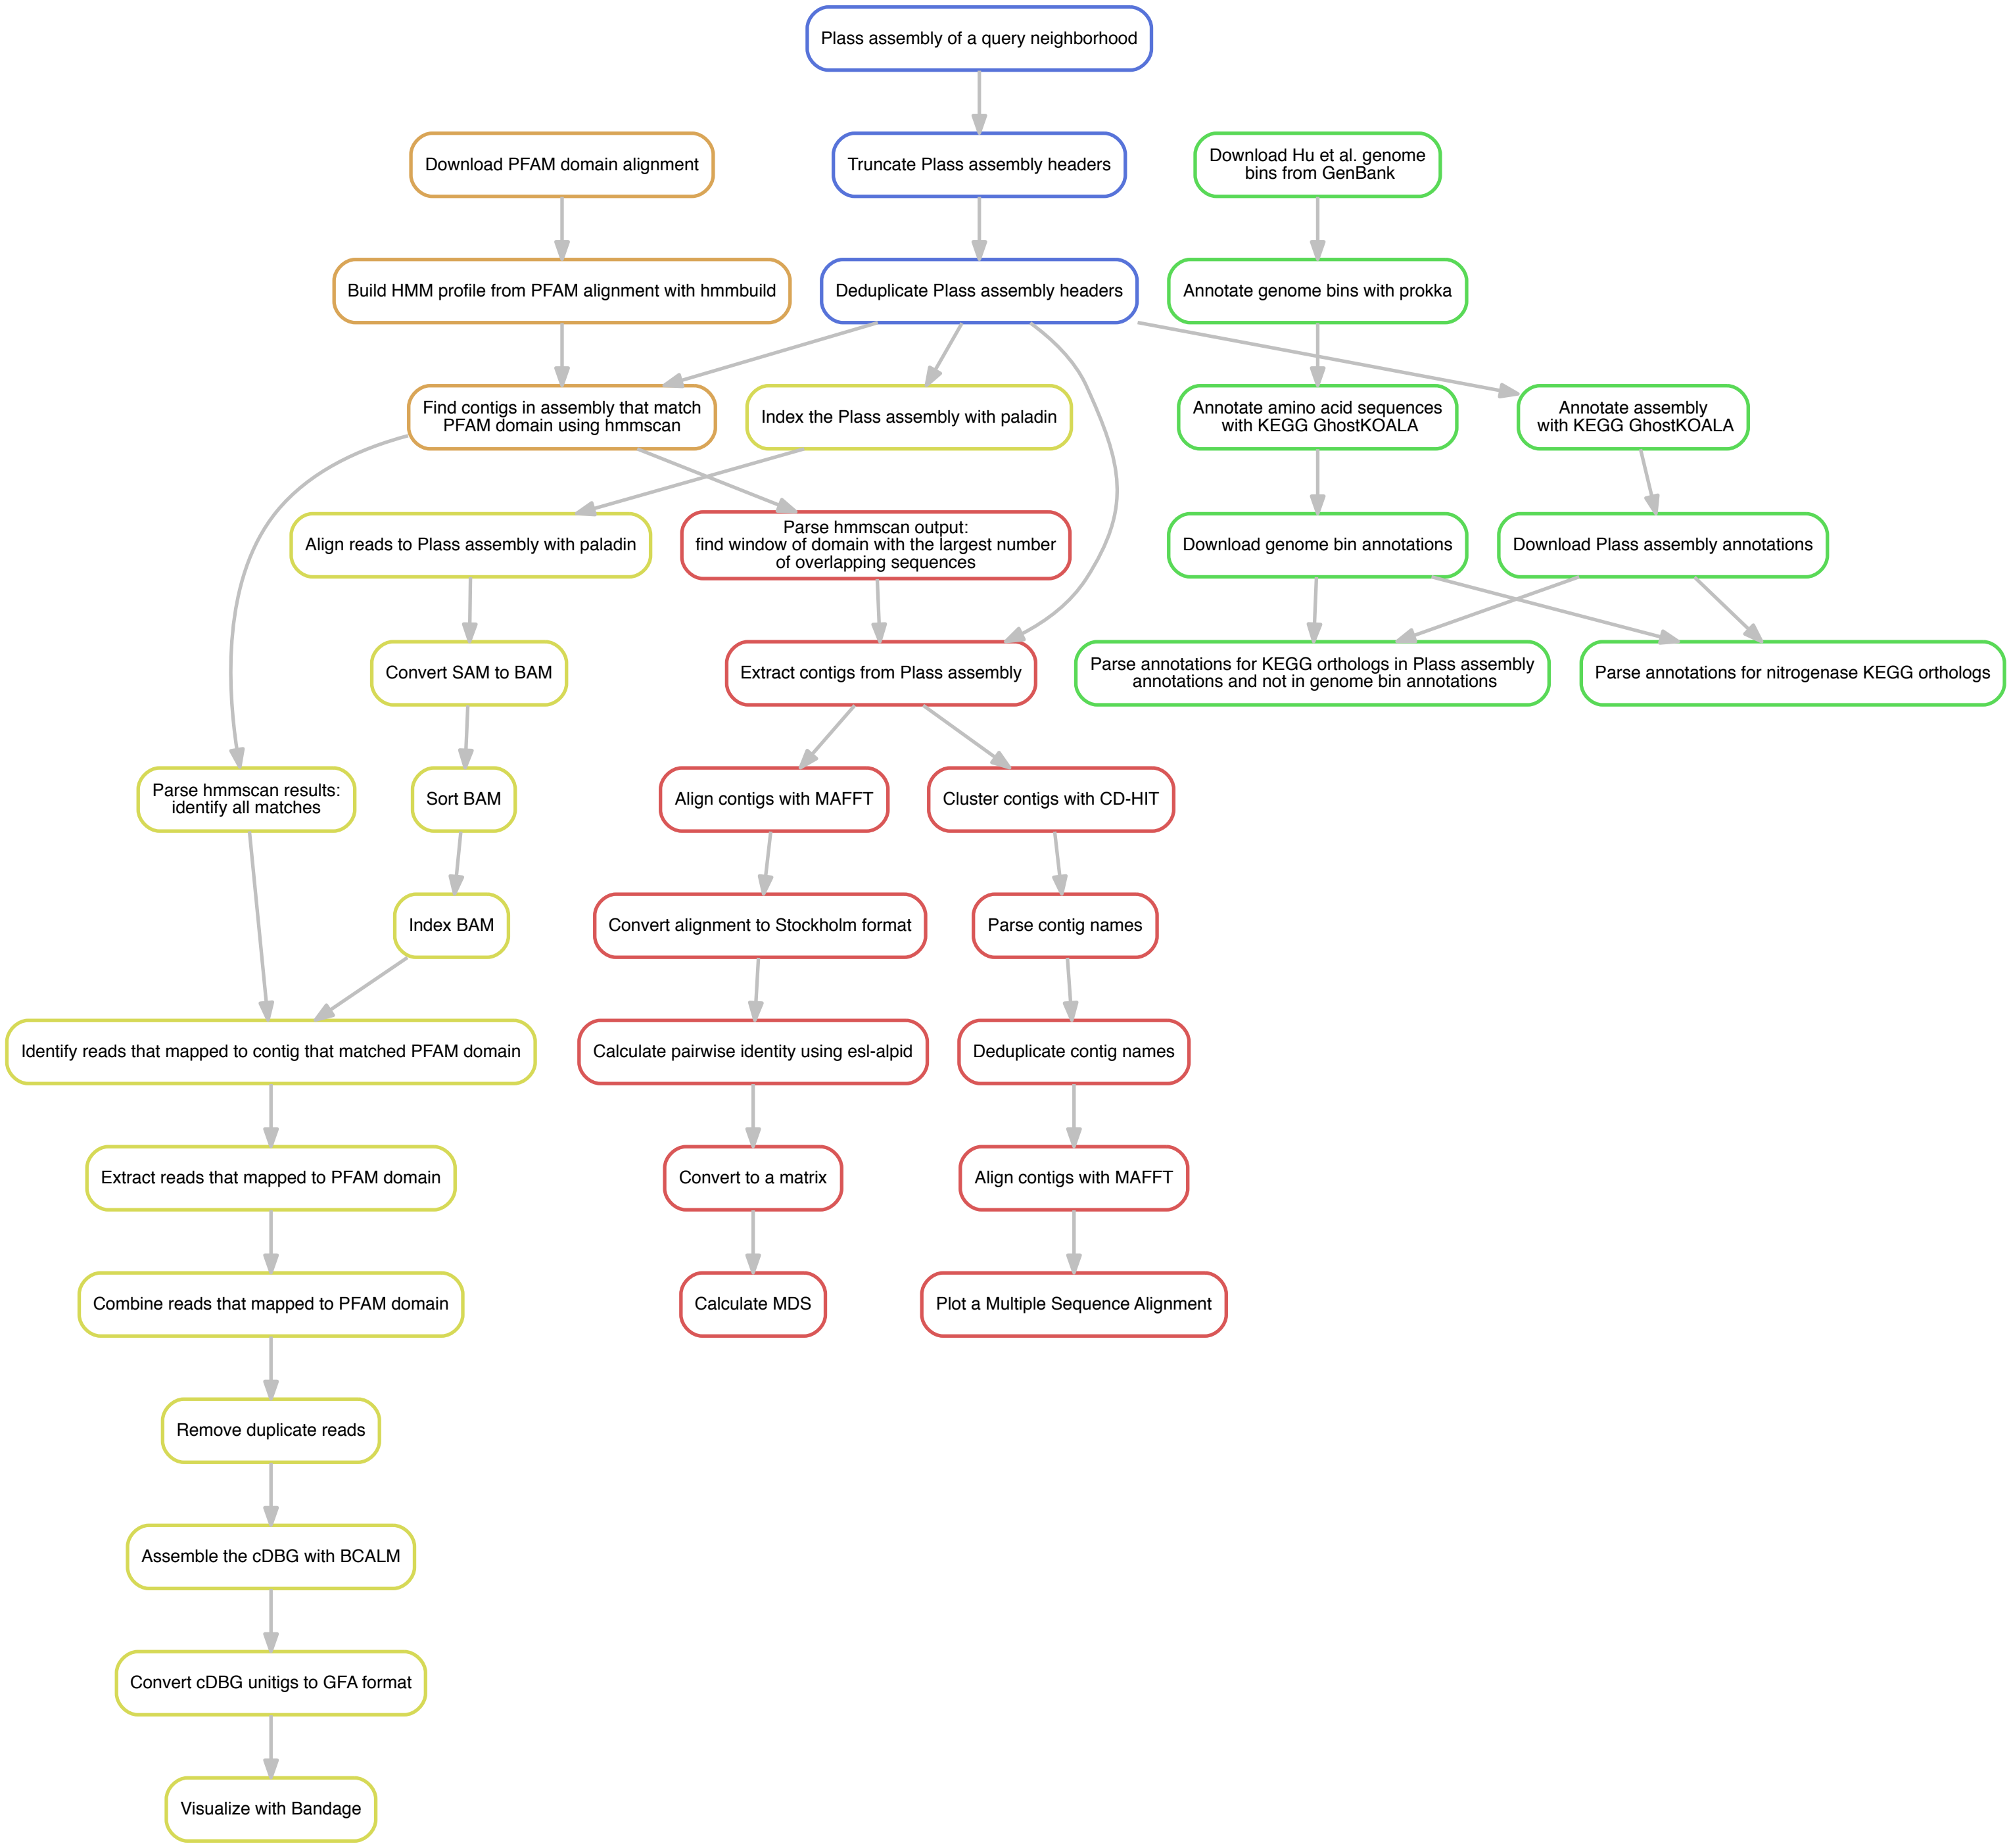 Plass assembly of a query neighborhood
Download PFAM domain alignment
Truncate Plass assembly headers
Download Hu et al. genome
bins from GenBank
Build HMM profile from PFAM alignment with hmmbuild
Deduplicate Plass assembly headers
Annotate genome bins with prokka
Find contigs in assembly that match
PFAM domain using hmmscan
Index the Plass assembly with paladin
Annotate amino acid sequences
with KEGG GhostKOALA
Annotate assembly
with KEGG GhostKOALA
Align reads to Plass assembly with paladin
Parse hmmscan output:
find window of domain with the largest number
of overlapping sequences
Download genome bin annotations
Download Plass assembly annotations
Convert SAM to BAM
Extract contigs from Plass assembly
Parse annotations for KEGG orthologs in Plass assembly
annotations and not in genome bin annotations
Parse annotations for nitrogenase KEGG orthologs
Parse hmmscan results:
identify all matches
Sort BAM
Align contigs with MAFFT
Cluster contigs with CD-HIT
Index BAM
Convert alignment to Stockholm format
Parse contig names
Identify reads that mapped to contig that matched PFAM domain
Calculate pairwise identity using esl-alpid
Deduplicate contig names
Extract reads that mapped to PFAM domain
Convert to a matrix
Align contigs with MAFFT
Combine reads that mapped to PFAM domain
Calculate MDS
Plot a Multiple Sequence Alignment
Remove duplicate reads
Assemble the cDBG with BCALM
Convert cDBG unitigs to GFA format
Visualize with Bandage